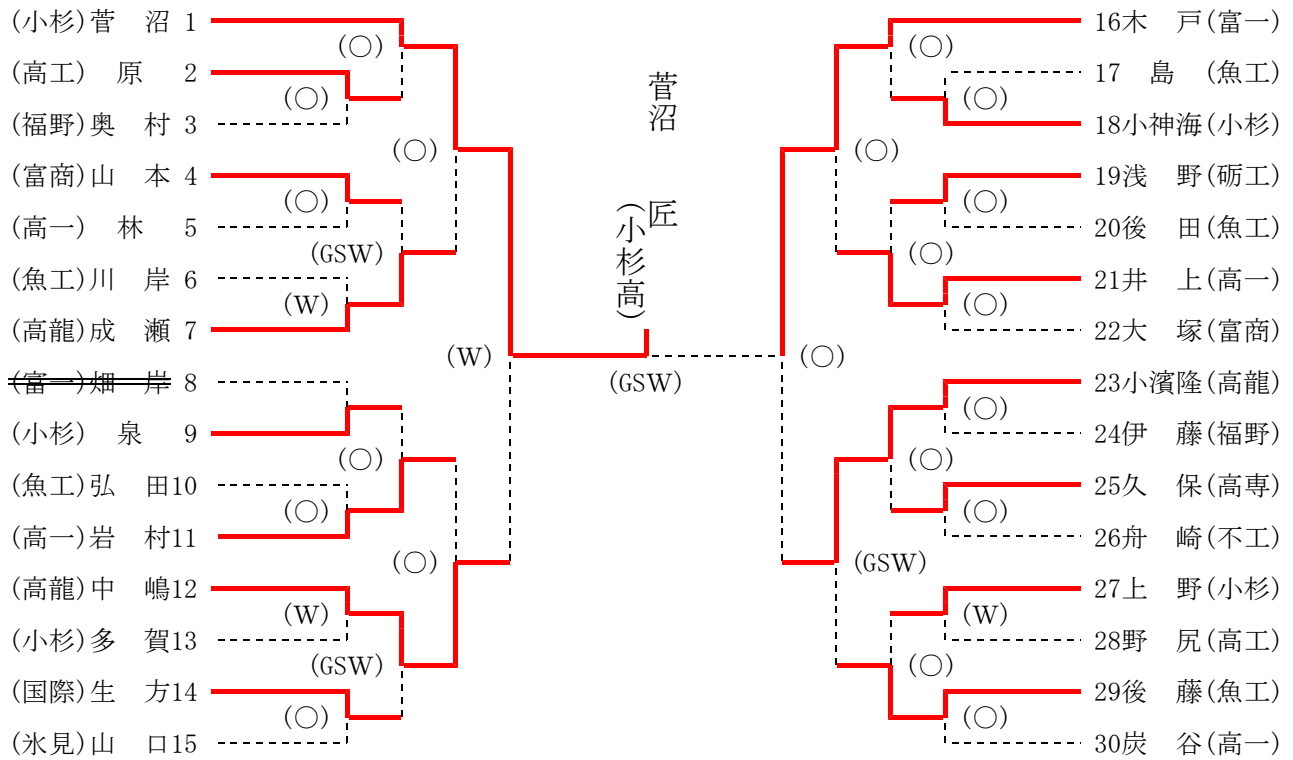 (小杉)菅　沼 1
(高工)　原　 2
(福野)奥　村 3
(富商)山　本 4
(高一)　林　 5
(魚工)川　岸 6
(高龍)成　瀬 7
(富一)畑　岸 8
(小杉)　泉　 9
(魚工)弘　田10
(高一)岩　村11
(高龍)中　嶋12
(小杉)多　賀13
(国際)生　方14
(氷見)山　口15
(○)
(○)
(○)
(○)
(GSW)
(W)
(W)
(○)
(○)
(○)
(W)
(GSW)
(○)
菅沼　匠
(小杉高)
(GSW)
(○)
(○)
(○)
(○)
(○)
(○)
(○)
(○)
(○)
(○)
(GSW)
(W)
(○)
(○)
16木　戸(富一)
17　島　(魚工)
18小神海(小杉)
19浅　野(砺工)
20後　田(魚工)
21井　上(高一)
22大　塚(富商)
23小濱隆(高龍)
24伊　藤(福野)
25久　保(高専)
26舟　崎(不工)
27上　野(小杉)
28野　尻(高工)
29後　藤(魚工)
30炭　谷(高一)